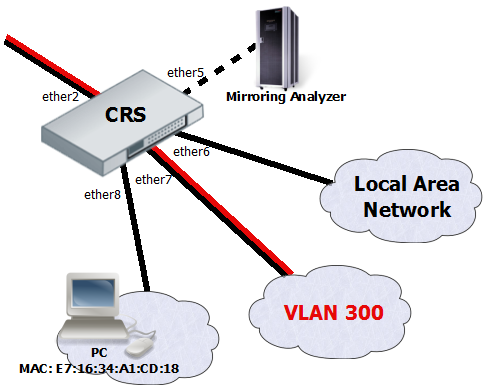 ether5
Mirroring Analyzer
ether2
CRS
ether6
ether7
ether8
Local Area
Network
VLAN 300
PC
MAC: E7:16:34:A1:CD:18